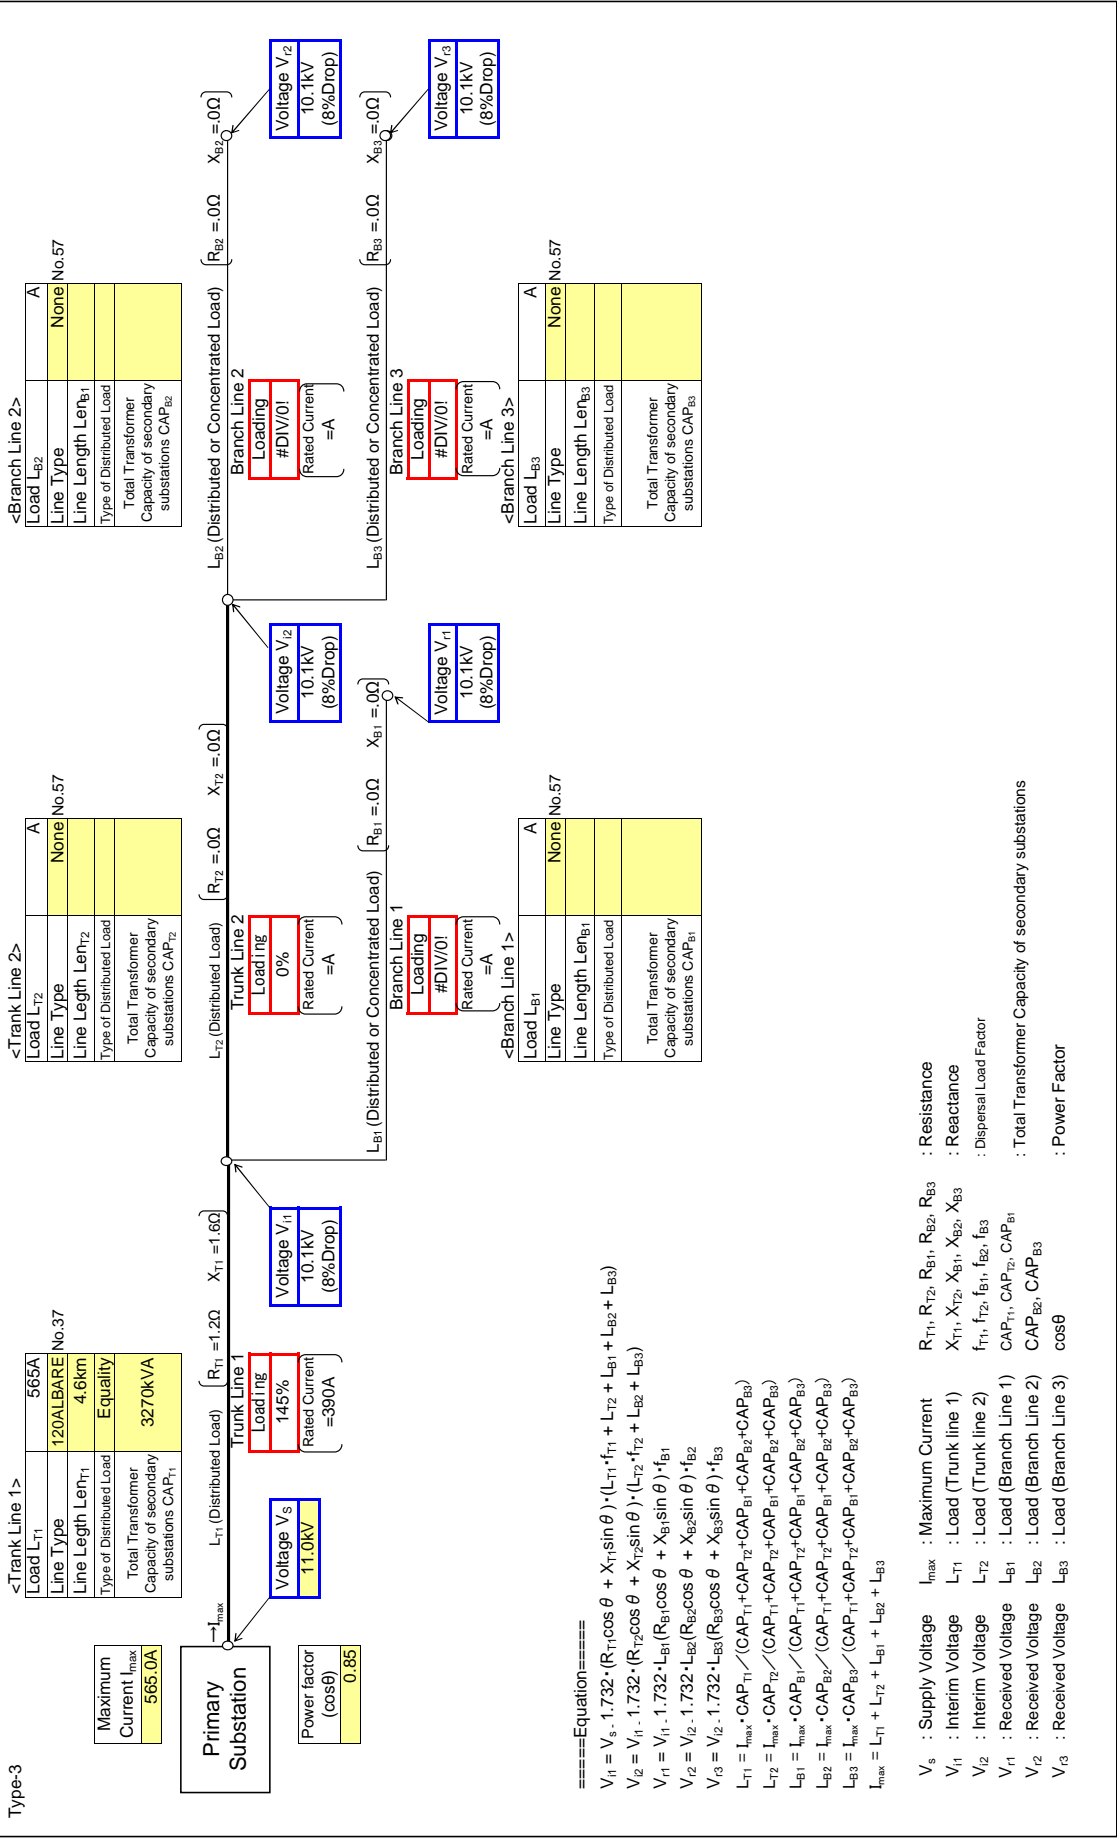 Type-3
Maximum
Current Imax
565.0A
Primary
Substation
Power factor
(cosθ)
0.85
→Imax
Voltage VS
11.0kV
<Trank Line 1>
Load LT1 565A
Line Type 120ALBARE No.37
Line Length LenT1 4.6km
Type of Distributed Load Equality
Total Transformer
Capacity of secondary
substations CAPT1
3270kVA
LT1 (Distributed Load)
RT1 =1.2Ω XT1 =1.6Ω
Trunk Line 1
Loading
145%
Rated Current
=390A
Voltage Vi1
10.1kV
(8%Drop)
<Trank Line 2>
Load LT2 A
Line Type None No.57
Line Legth LenT2
Type of Distributed Load
Total Transformer
Capacity of secondary
substations CAPT2
LT2 (Distributed Load)
RT2 =.0Ω XT2 =.0Ω
Trunk Line 2
Loading
0%
Rated Current
=A
Voltage Vi2
10.1kV
(8%Drop)
LB1 (Distributed or Concentrated Load)
RB1 =.0Ω XB1 =.0Ω
Branch Line 1
Loading
#DIV/0!
Rated Current
=A
Voltage Vr1
10.1kV
(8%Drop)
<Branch Line 1>
Load LB1 A
Line Type None No.57
Line Length LenB1
Type of Distributed Load
Total Transformer
Capacity of secondary
substations CAPB1
<Branch Line 2>
Load LB2 A
Line Type None No.57
Line Length LenB1
Type of Distributed Load
Total Transformer
Capacity of secondary
substations CAPB2
LB2 (Distributed or Concentrated Load)
RB2 =.0Ω XB2 =.0Ω
Branch Line 2
Loading
#DIV/0!
Rated Current
=A
Voltage Vr2
10.1kV
(8%Drop)
LB3 (Distributed or Concentrated Load)
RB3 =.0Ω XB3 =.0Ω
Branch Line 3
Loading
#DIV/0!
Rated Current
=A
Voltage Vr3
10.1kV
(8%Drop)
<Branch Line 3>
Load LB3 A
Line Type None No.57
Line Length LenB3
Type of Distributed Load
Total Transformer
Capacity of secondary
substations CAPB3
=====Equation=====
Vi1 = VS - 1.732・(RT1cosθ + XT1sinθ)・(LT1・fT1 + LT2 + LB1 + LB2 + LB3)
Vi2 = Vi1 - 1.732・(RT2cosθ + XT2sinθ)・(LT2・fT2 + LB2 + LB3)
Vr1 = Vi1 - 1.732・LB1(RB1cosθ + XB1sinθ)・fB1
Vr2 = Vi2 - 1.732・LB2(RB2cosθ + XB2sinθ)・fB2
Vr3 = Vi2 - 1.732・LB3(RB3cosθ + XB3sinθ)・fB3
LT1 = Imax・CAPT1／(CAPT1+CAPT2+CAPB1+CAPB2+CAPB3)
LT2 = Imax・CAPT2／(CAPT1+CAPT2+CAPB1+CAPB2+CAPB3)
LB1 = Imax・CAPB1／(CAPT1+CAPT2+CAPB1+CAPB2+CAPB3)
LB2 = Imax・CAPB2／(CAPT1+CAPT2+CAPB1+CAPB2+CAPB3)
LB3 = Imax・CAPB3／(CAPT1+CAPT2+CAPB1+CAPB2+CAPB3)
Imax = LT1 + LT2 + LB1 + LB2 + LB3
Vs : Supply Voltage Imax : Maximum Current RT1, RT2, RB1, RB2, RB3 : Resistance
Vi1 : Interim Voltage LT1 : Load (Trunk line 1) XT1, XT2, XB1, XB2, XB3 : Reactance
Vi2 : Interim Voltage LT2 : Load (Trunk line 2) fT1, fT2, fB1, fB2, fB3 : Dispersal Load Factor
Vr1 : Received Voltage LB1 : Load (Branch Line 1) CAPT1, CAPT2, CAPB1
: Total Transformer Capacity of secondary substations
Vr2 : Received Voltage LB2 : Load (Branch Line 2) CAPB2, CAPB3
Vr3 : Received Voltage LB3 : Load (Branch Line 3) cosθ : Power Factor